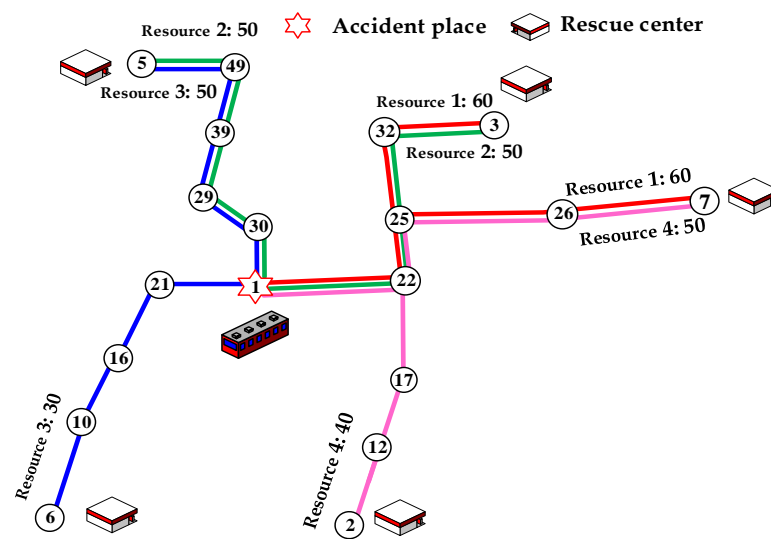 Resource 2: 50
Accident place
Rescue center
5
49
Resource 3: 50
Resource 1: 60
39
32
3
Resource 2: 50
Resource 1: 60
29
30
25
26
7
Resource 4: 50
21
1
22
16
17
Resource 3: 30
10
12
Resource 4: 40
6
2